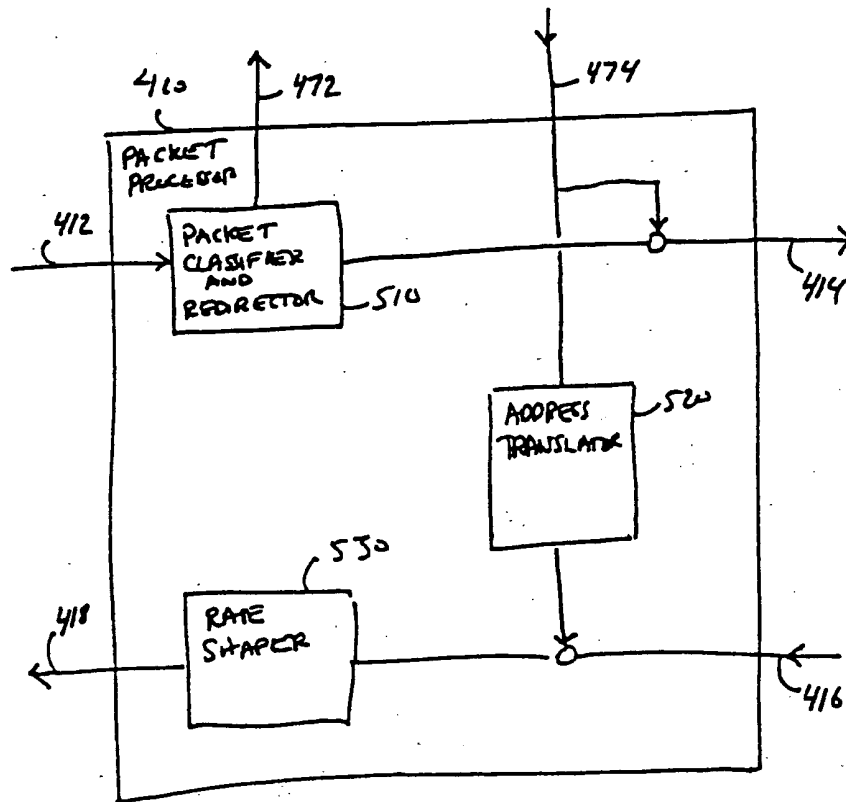 410
472
474
PACKET
PROCESSOR
412
PACKET
CLASSIFIER
AND
REDIRECTOR
510
414
ADDRESS
TRANSLATOR
520
530
418
RATE
SHAPER
416